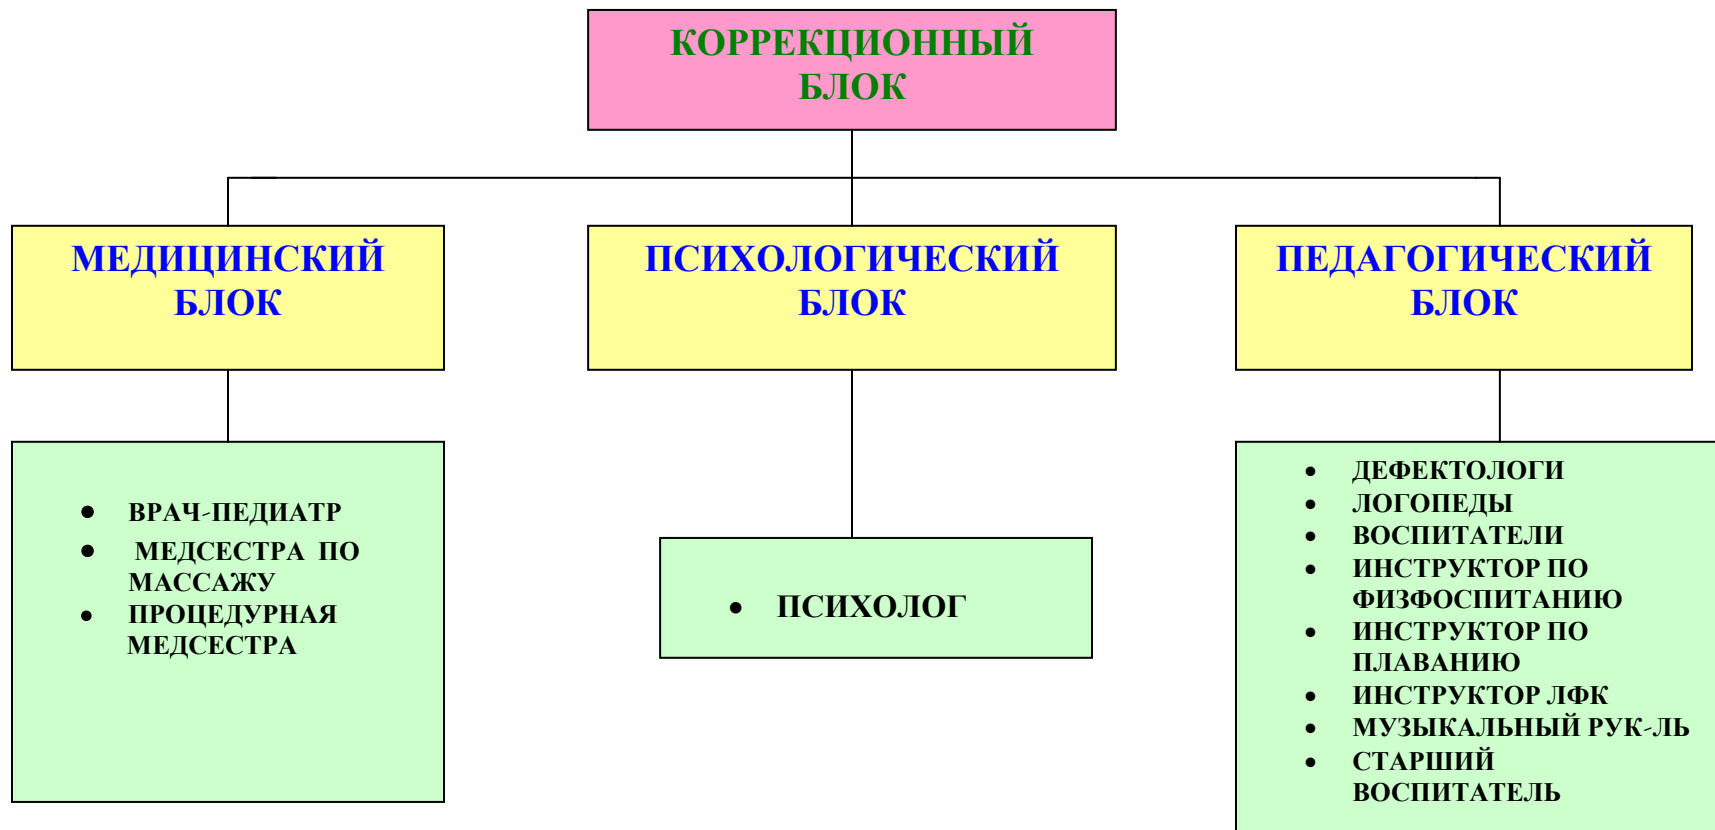 КОРРЕКЦИОННЫЙ
БЛОК
МЕДИЦИНСКИЙ
БЛОК
ПСИХОЛОГИЧЕСКИЙ
БЛОК
ПЕДАГОГИЧЕСКИЙ
БЛОК
• ВРАЧ-ПЕДИАТР
• МЕДСЕСТРА ПО
МАССАЖУ
• ПРОЦЕДУРНАЯ
МЕДСЕСТРА
• ПСИХОЛОГ
• ДЕФЕКТОЛОГИ
• ЛОГОПЕДЫ
• ВОСПИТАТЕЛИ
• ИНСТРУКТОР ПО
ФИЗФОСПИТАНИЮ
• ИНСТРУКТОР ПО
ПЛАВАНИЮ
• ИНСТРУКТОР ЛФК
• МУЗЫКАЛЬНЫЙ РУК-ЛЬ
• СТАРШИЙ
ВОСПИТАТЕЛЬ